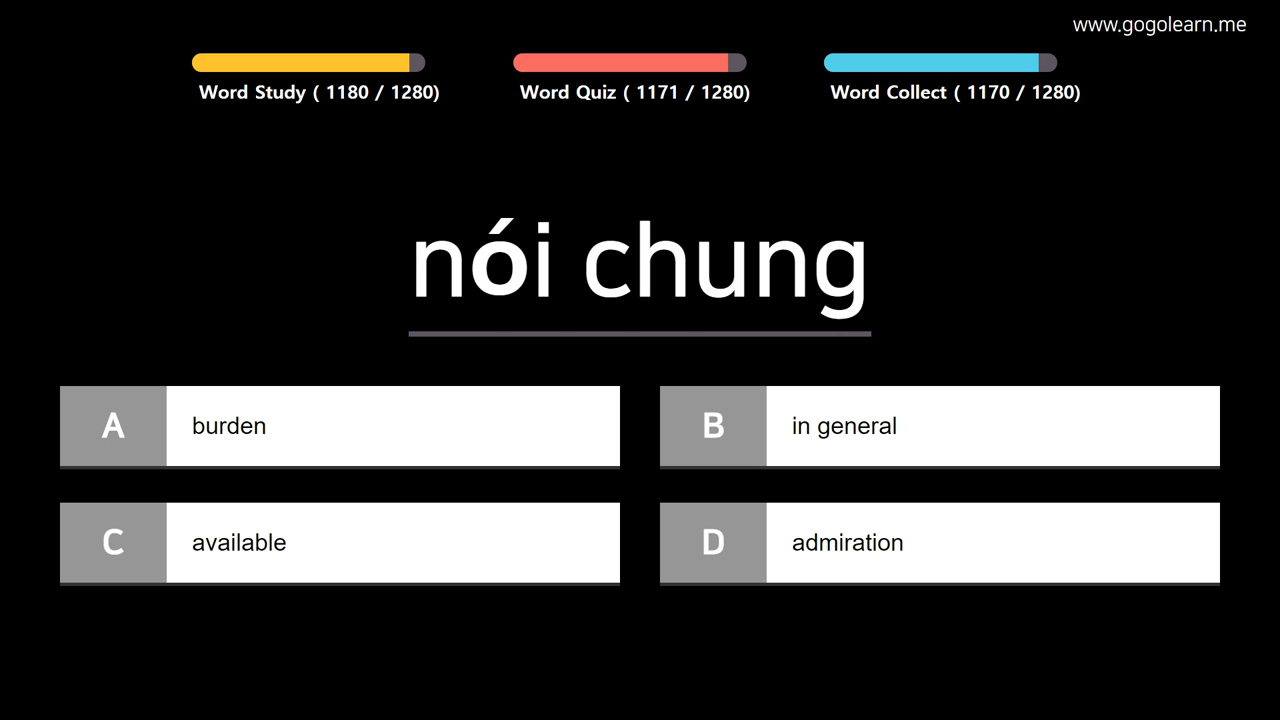 www.gogolearn.me
Word Study ( 1180 / 1280)
Word Quiz ( 1171 / 1280)
Word Collect ( 1170 / 1280)
nói chung
A burden
B in general
C available
D admiration